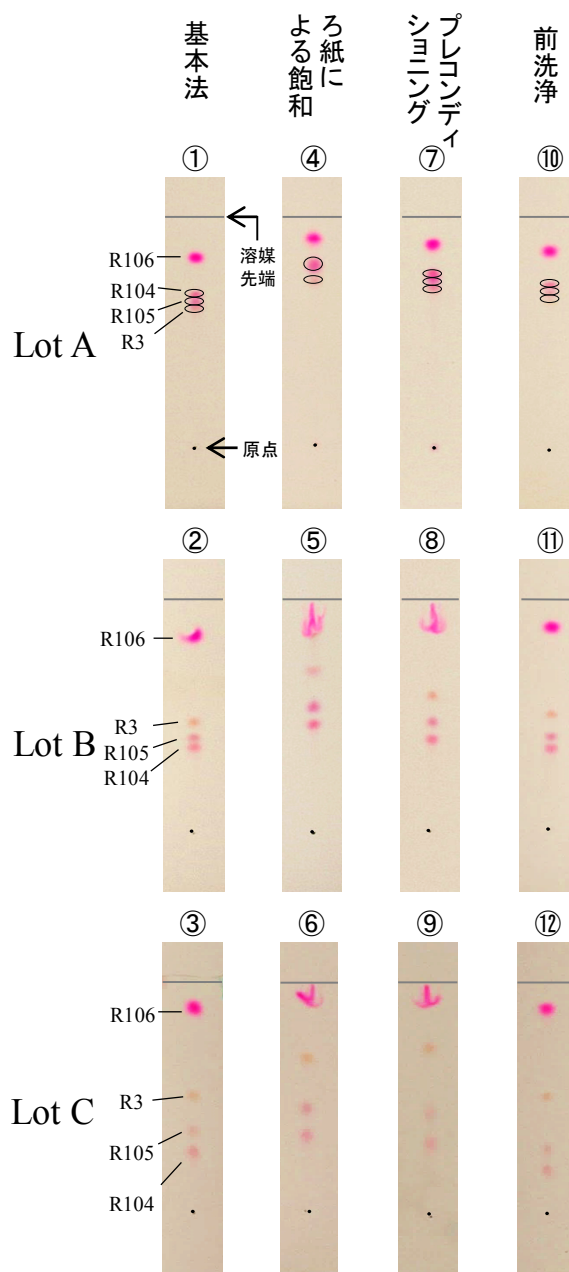 基本法
ろ紙に
よる飽和
プレコンディ
ショニング
前洗浄
① ④ ⑦ ⑩
溶媒
先端
R106
R104
R105
R3
Lot A
原点
② ⑤ ⑧ ⑪
R106
R3
Lot B
R105
R104
③ ⑥ ⑨ ⑫
R106
R3
Lot C
R105
R104